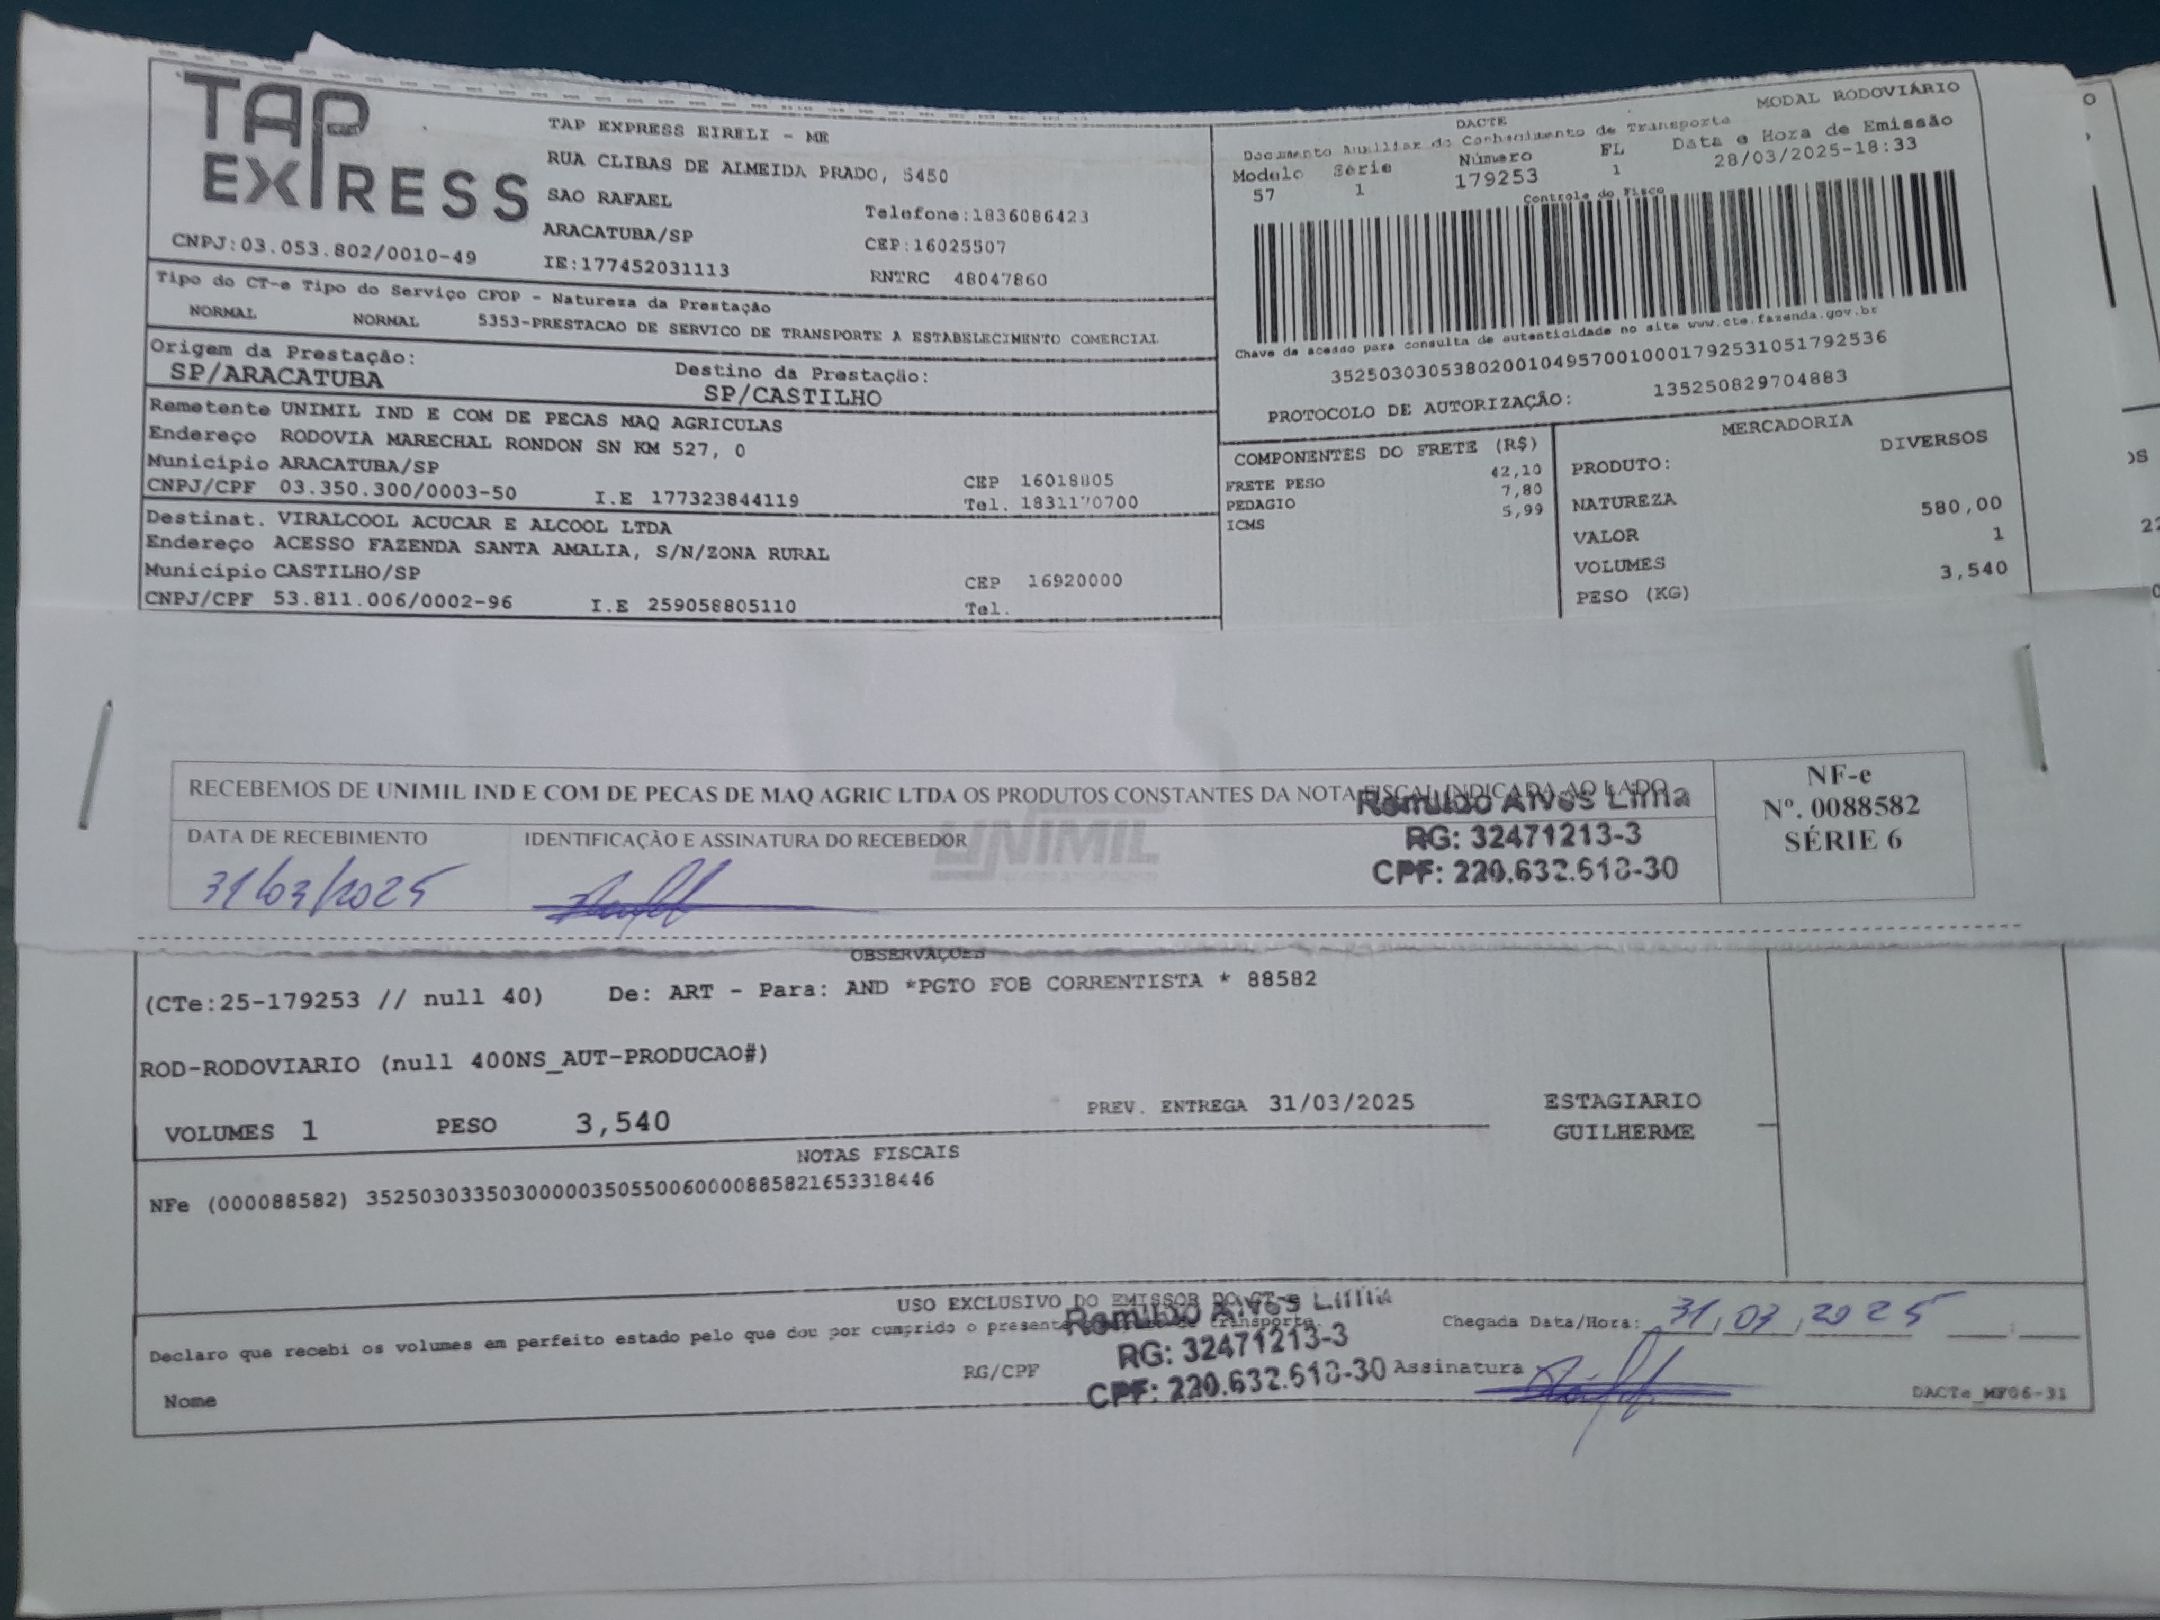 TAP
EXPRESS
TAP EXPRESS EIRELI - ME
RUA CLIBAS DE ALMEIDA PRADO, 5450
SAO RAFAEL
Telefone:1836086423
ARACATUBA/SP
CEP:16025507
CNPJ:03.053.802/0010-49
IE:177452031113
RNTRC 48047860
DACTE
MODAL RODOVIÁRIO
Documento Auxiliar do Conhecimento de Transporte
Modelo Série Número FL Data e Hora de Emissão
57 1 179253 1 28/03/2025-18:33
Controle do Fisco
Chave de acesso para consulta de autenticidade no site www.cte.fazenda.gov.br
35250303053802001049570010001792531051792536
PROTOCOLO DE AUTORIZAÇÃO: 135250829704883
Tipo do CT-e Tipo do Serviço CFOP - Natureza da Prestação
NORMAL NORMAL 5353-PRESTACAO DE SERVICO DE TRANSPORTE A ESTABELECIMENTO COMERCIAL
Origem da Prestação: Destino da Prestação:
SP/ARACATUBA SP/CASTILHO
Remetente UNIMIL IND E COM DE PECAS MAQ AGRICULAS
Endereço RODOVIA MARECHAL RONDON SN KM 527, 0
Municipio ARACATUBA/SP CEP 16018805
CNPJ/CPF 03.350.300/0003-50 I.E 177323844119 Tel. 1831170700
Destinat. VIRALCOOL ACUCAR E ALCOOL LTDA
Endereço ACESSO FAZENDA SANTA AMALIA, S/N/ZONA RURAL
Municipio CASTILHO/SP CEP 16920000
CNPJ/CPF 53.811.006/0002-96 I.E 259058805110 Tel.
COMPONENTES DO FRETE (R$)
FRETE PESO 42,10
PEDAGIO 7,80
ICMS 5,99
MERCADORIA
PRODUTO: DIVERSOS
NATUREZA
VALOR 580,00
VOLUMES 1
PESO (KG) 3,540
RECEBEMOS DE UNIMIL IND E COM DE PECAS DE MAQ AGRIC LTDA OS PRODUTOS CONSTANTES DA NOTA FISCAL INDICADA AO LADO
NF-e
Nº. 0088582
SÉRIE 6
DATA DE RECEBIMENTO
IDENTIFICAÇÃO E ASSINATURA DO RECEBEDOR
UNIMIL
Romuldo Alves Lima
RG: 32471213-3
CPF: 220.632.618-30
31/03/2025
OBSERVAÇÕES
(CTe:25-179253 // null 40) De: ART - Para: AND *PGTO FOB CORRENTISTA * 88582
ROD-RODOVIARIO (null 400NS_AUT-PRODUCAO#)
VOLUMES 1 PESO 3,540 PREV. ENTREGA 31/03/2025
ESTAGIARIO
GUILHERME
NOTAS FISCAIS
NFe (000088582) 35250303350300000350550060000885821653318446
USO EXCLUSIVO DO EMISSOR DO CT-e
Declaro que recebi os volumes em perfeito estado pelo que dou por cumprido o presente Transporte.
Romuldo Alves Lima
RG: 32471213-3
CPF: 220.632.618-30
Chegada Data/Hora: 31/03/2025
RG/CPF
Assinatura
Nome
DACTe_MF06-31